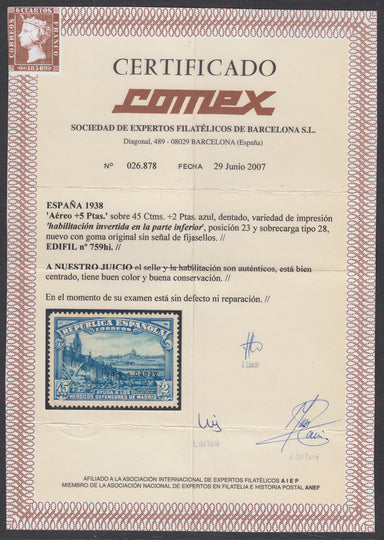 CORREOS
6 CUARTOS
FRANCO
1850
CERTIFICADO
comex
SOCIEDAD DE EXPERTOS FILATÉLICOS DE BARCELONA S.L.
Diagonal, 489 - 08029 BARCELONA (España)
Nº 026.878 FECHA 29 Junio 2007
ESPAÑA 1938
'Aéreo +5 Ptas.' sobre 45 Ctms. +2 Ptas. azul, dentado, variedad de impresión
'habilitación invertida en la parte inferior', posición 23 y sobrecarga tipo 28,
nuevo con goma original sin señal de fijasellos. //
EDIFIL nº 759hi. //
A NUESTRO JUICIO el sello y la habilitación son auténticos, está bien
centrado, tiene buen color y buena conservación. //
En el momento de su examen está sin defecto ni reparación. //
REPUBLICA ESPAÑOLA
CORREOS
45
2
AYUDA A LOS
HEROICOS DEFENSORES DE MADRID
AFILIADO A LA ASOCIACIÓN INTERNACIONAL DE EXPERTOS A I E P
MIEMBRO DE LA ASOCIACIÓN NACIONAL DE EXPERTOS EN FILATELIA E HISTORIA POSTAL ANEF